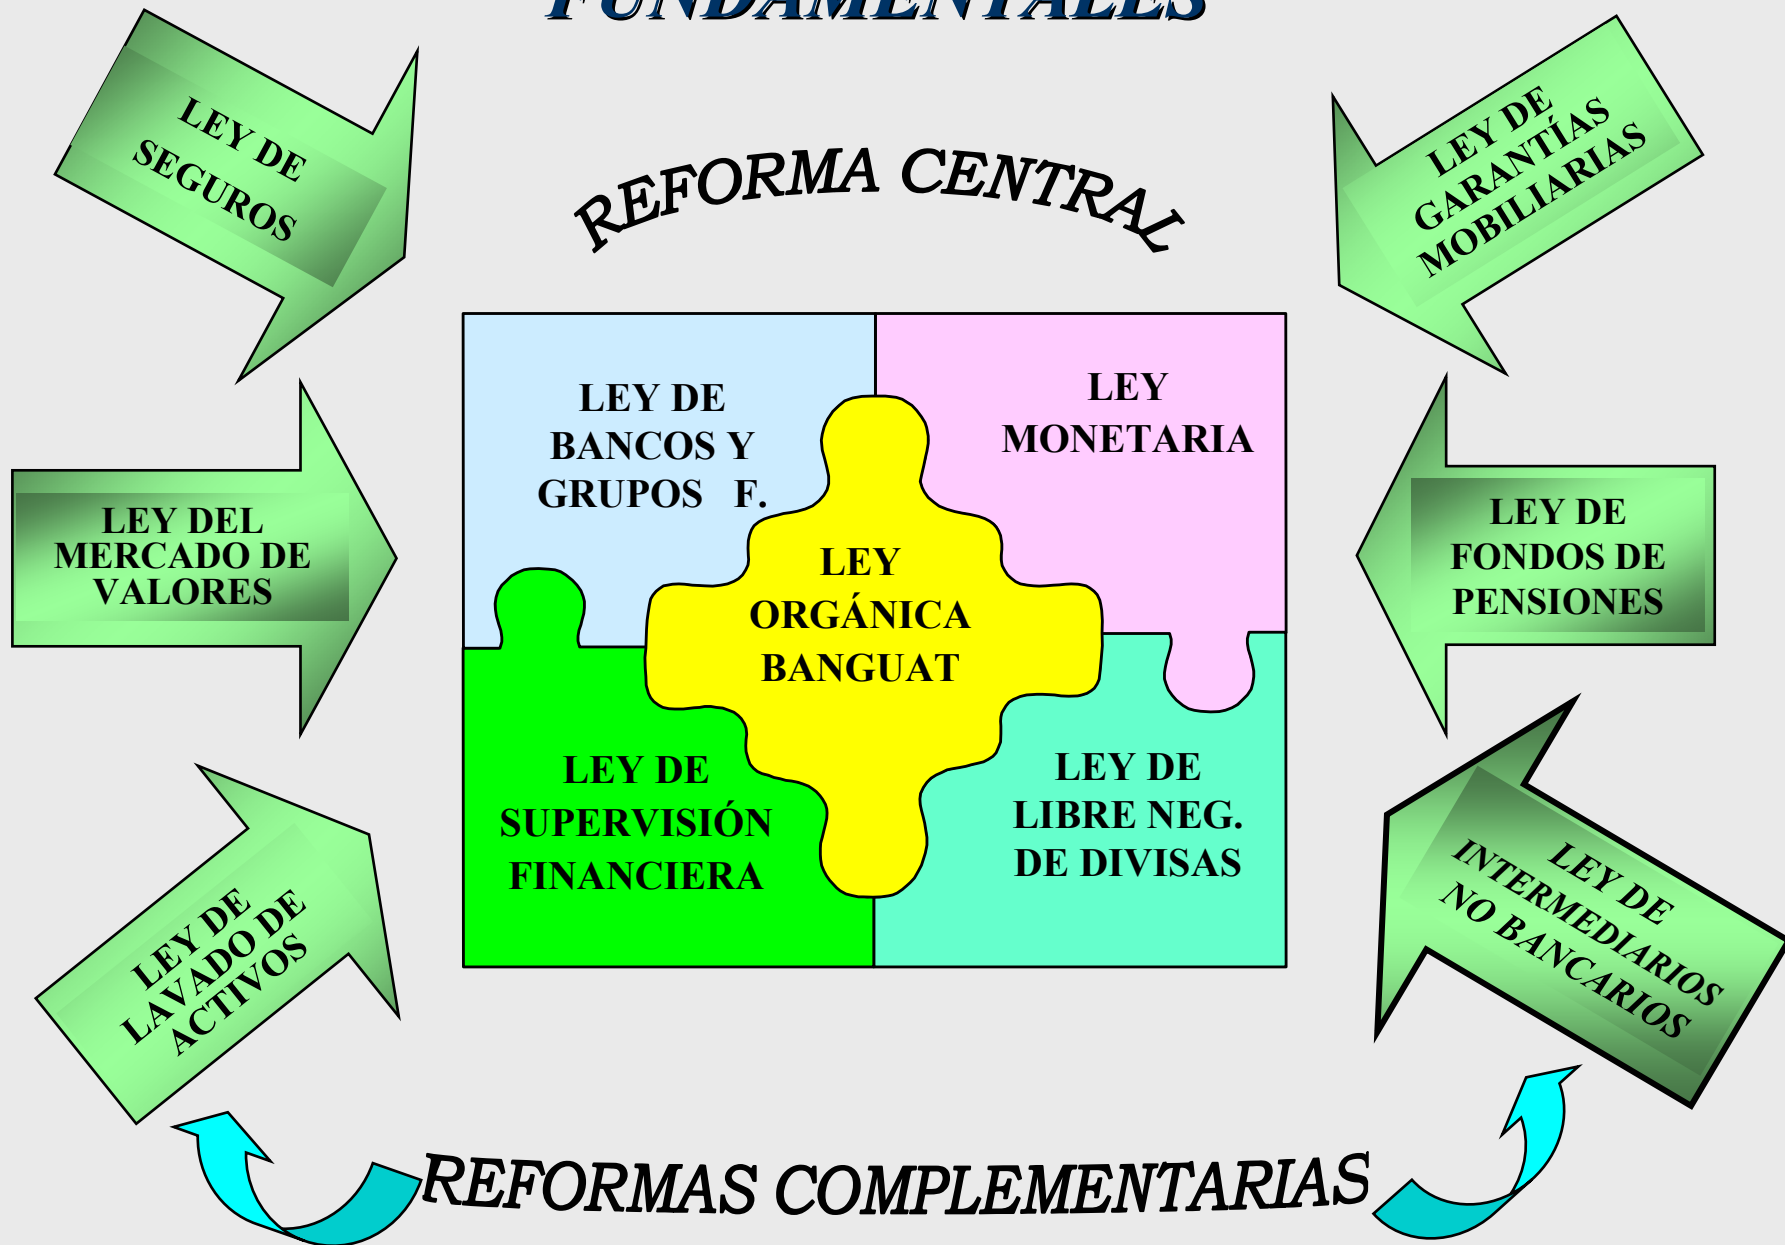 FUNDAMENTALES
LEY DE
SEGUROS
LEY DE
GARANTÍAS
MOBILIARIAS
REFORMA CENTRAL
LEY DE
BANCOS Y
GRUPOS F.
LEY
MONETARIA
LEY DEL
MERCADO DE
VALORES
LEY
ORGÁNICA
BANGUAT
LEY DE
FONDOS DE
PENSIONES
LEY DE
SUPERVISIÓN
FINANCIERA
LEY DE
LIBRE NEG.
DE DIVISAS
LEY DE
LAVADO DE
ACTIVOS
LEY DE
INTERMEDIARIOS
NO BANCARIOS
REFORMAS COMPLEMENTARIAS